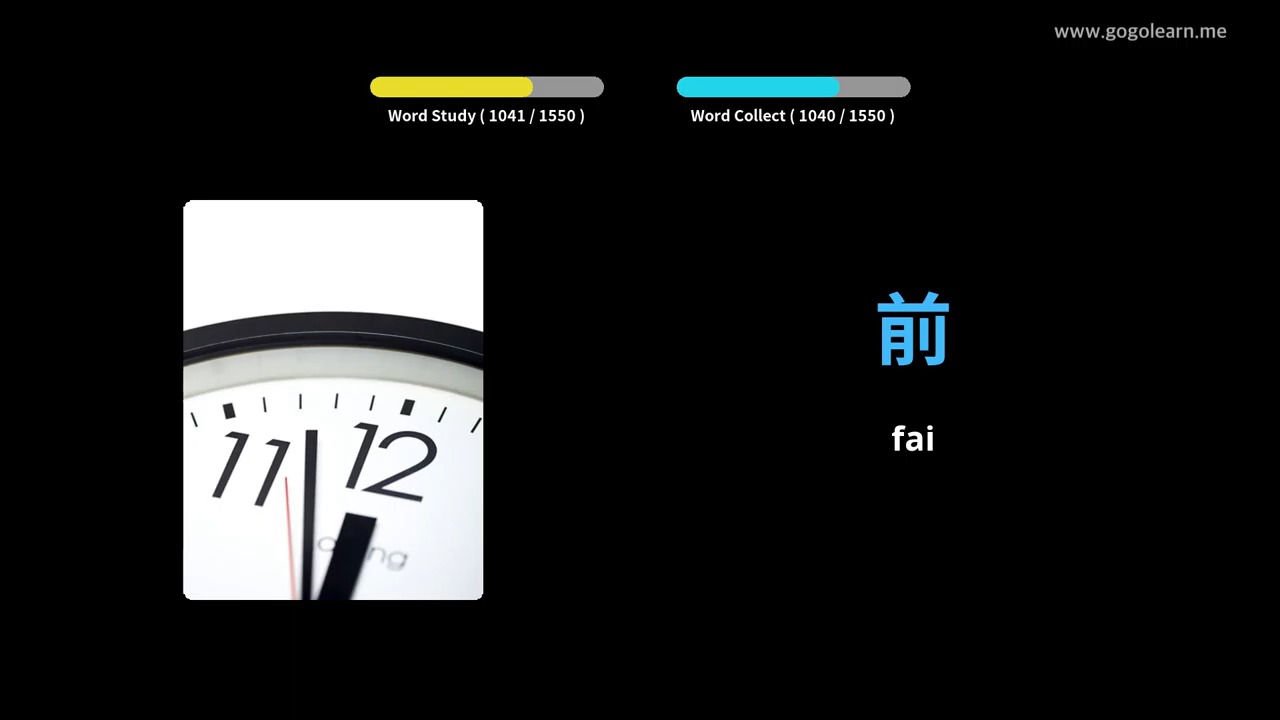 www.gogolearn.me
Word Study ( 1041 / 1550 )
Word Collect ( 1040 / 1550 )
前
fai
11
12